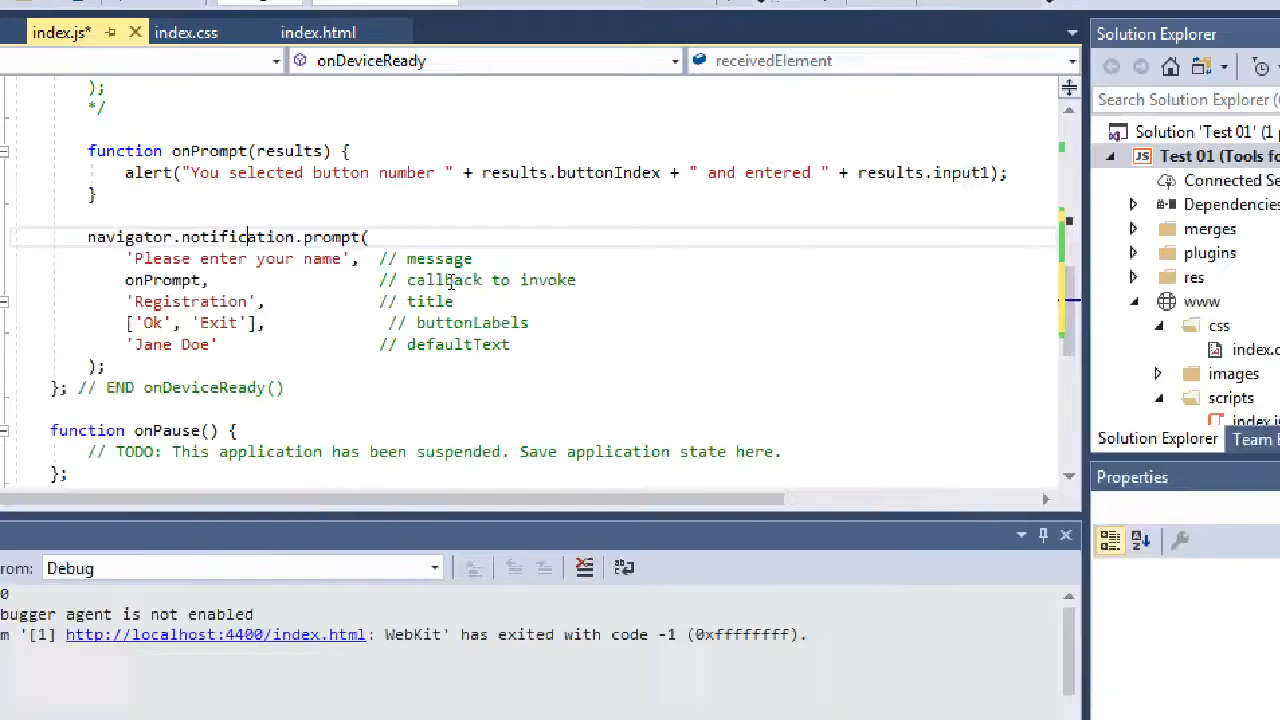 index.js*
index.css
index.html
Solution Explorer
onDeviceReady
receivedElement
Search Solution Explorer
);
*/
function onPrompt(results) {
alert("You selected button number " + results.buttonIndex + " and entered " + results.input1);
}
navigator.notification.prompt(
'Please enter your name', // message
onPrompt, // callback to invoke
'Registration', // title
['Ok', 'Exit'], // buttonLabels
'Jane Doe' // defaultText
);
}; // END onDeviceReady()
function onPause() {
// TODO: This application has been suspended. Save application state here.
};
Solution 'Test 01' (1
JS Test 01 (Tools fo
Connected Se
Dependencies
merges
plugins
res
www
css
index.c
images
scripts
index.j
Solution Explorer
Team E
Properties
rom: Debug
0
bugger agent is not enabled
m '[1] http://localhost:4400/index.html: WebKit' has exited with code -1 (0xffffffff).